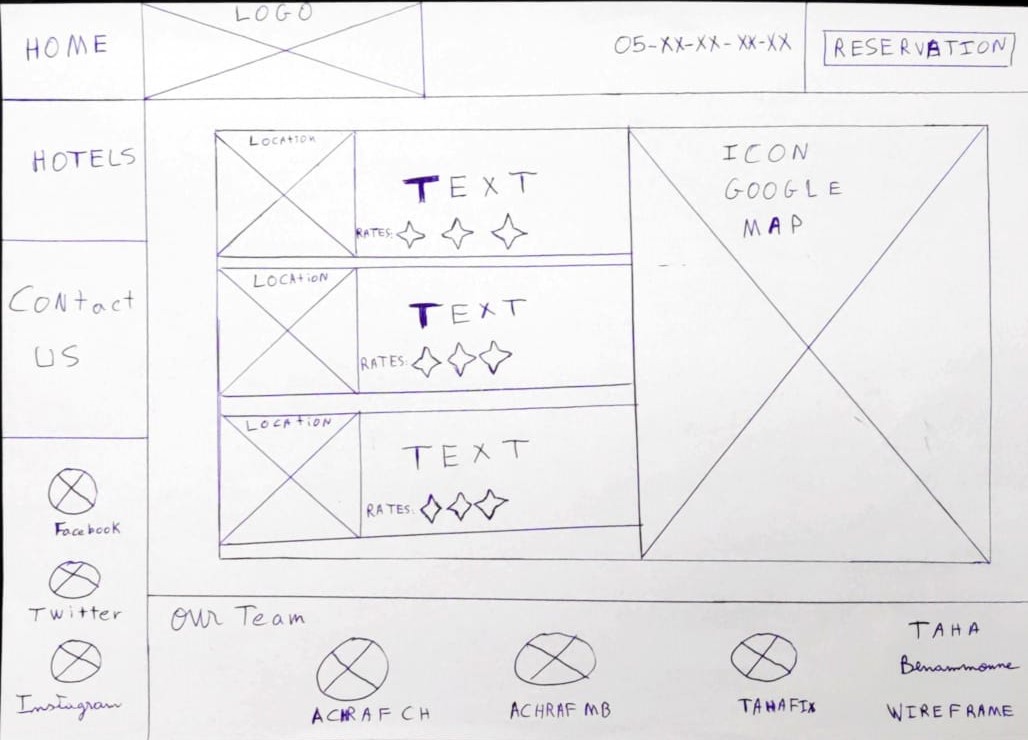 HOME
LOGO
05-XX-XX-XX-XX
RESERVATION
HOTELS
Contact
US
Facebook
Twitter
Instagram
LOCATION
TEXT
RATES:
LOCATION
TEXT
RATES:
LOCATION
TEXT
RATES:
ICON
GOOGLE
MAP
OUR Team
ACHRAF CH
ACHRAF MB
TAHAFIX
TAHA
Benammoune
WIREFRAME